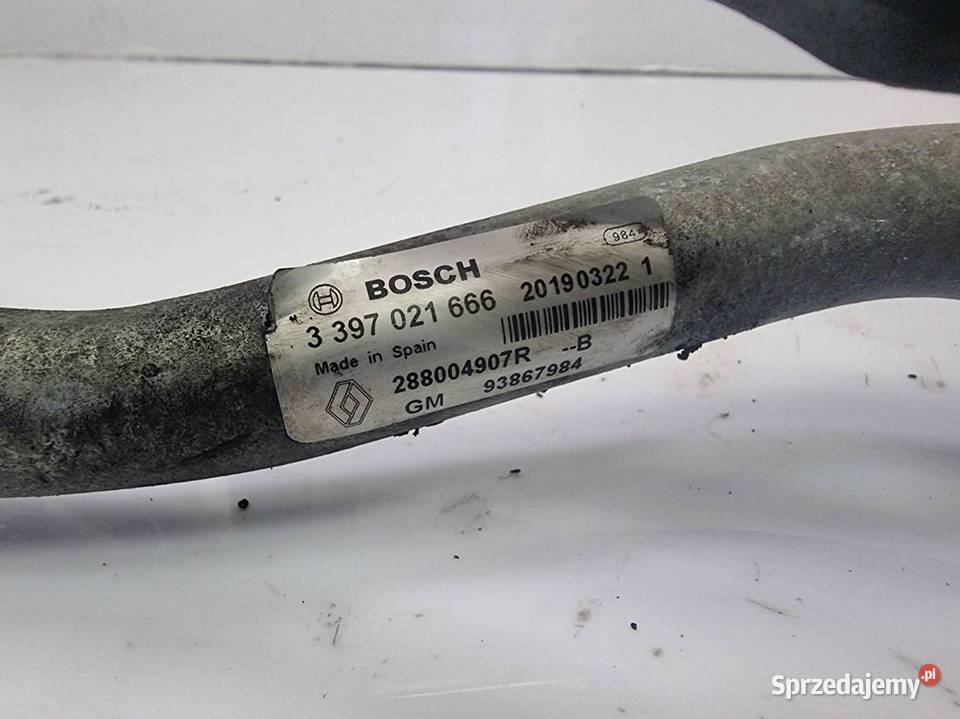 984
BOSCH
3 397 021 666 20190322 1
Made in Spain
288004907R --B
GM 93867984
Sprzedajemy.pl